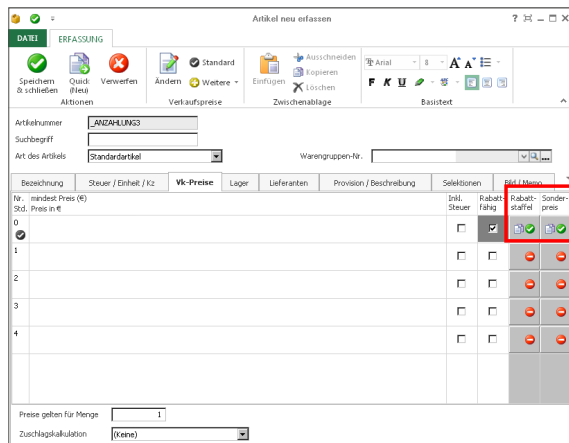 Artikel neu erfassen
DATEI ERFASSUNG
Speichern & schließen
Quick (Neu)
Verwerfen
Aktionen
Ändern
Standard
Weitere
Verkaufspreise
Einfügen
Ausschneiden
Kopieren
Löschen
Zwischenablage
Arial 8
F K U
Basistext
Artikelnummer _ANZAHLUNG3
Suchbegriff
Art des Artikels Standardartikel Warengruppen-Nr.
Bezeichnung Steuer / Einheit / Kz Vk-Preise Lager Lieferanten Provision / Beschreibung Selektionen Bild / Memo
Nr. mindest Preis (€) Inkl. Rabatt- Rabatt- Sonder-
Std. Preis in € Steuer fähig staffel preis
0
1
2
3
4
Preise gelten für Menge 1
Zuschlagskalkulation (Keine)